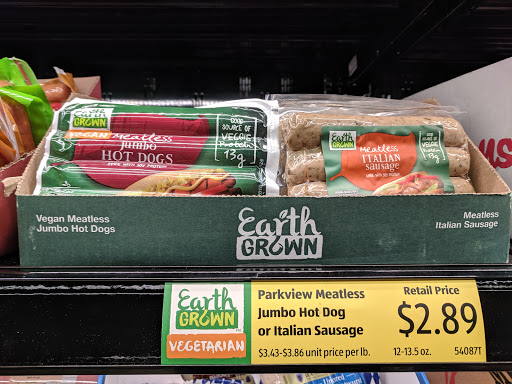 Earth
GROWN
VEGAN
Meatless
JUMBO
HOT DOGS
GOOD
SOURCE OF
VEGGIE
Protein
13g
Earth
GROWN
Meatless
ITALIAN
SAUSAGE
13g
Vegan Meatless
Jumbo Hot Dogs
Earth
GROWN
Meatless
Italian Sausage
Earth
GROWN
VEGETARIAN
Parkview Meatless
Jumbo Hot Dog
or Italian Sausage
$3.43-$3.86 unit price per lb.
Retail Price
$2.89
12-13.5 oz. 54087T